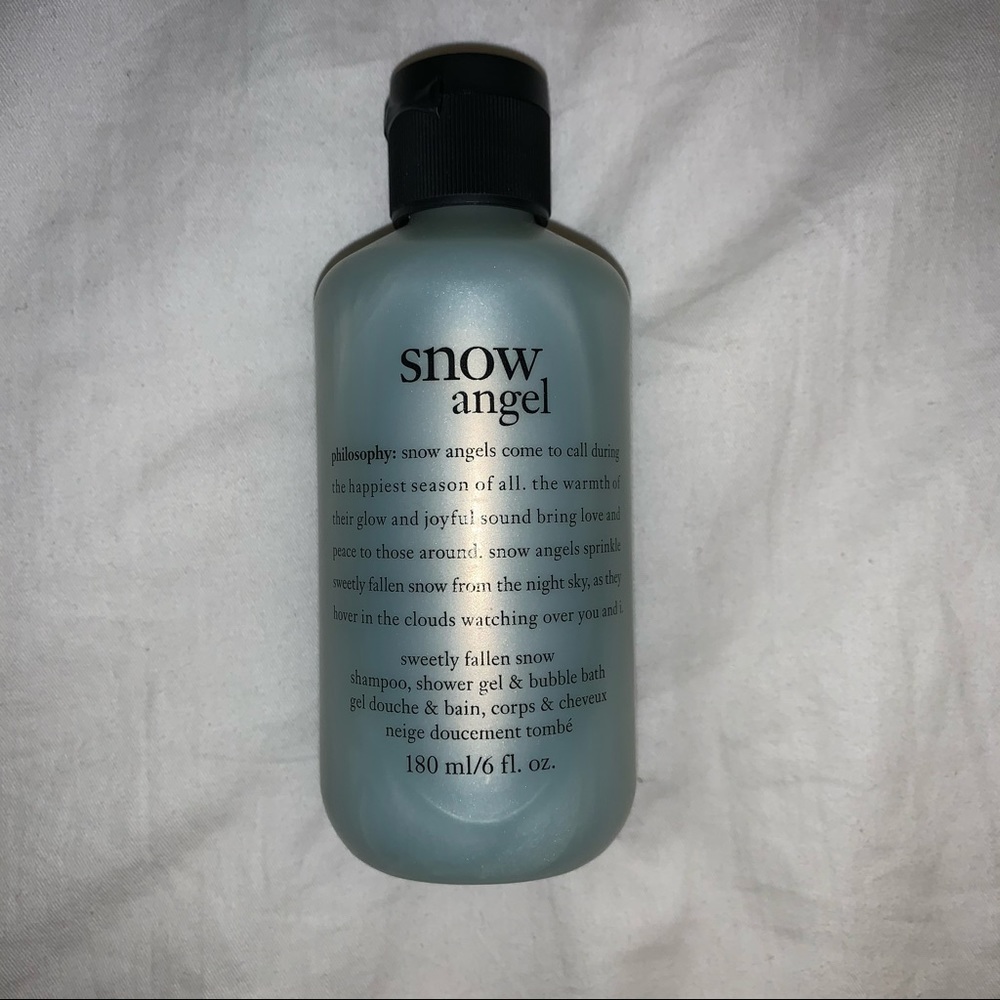 snow
angel
philosophy: snow angels come to call during
the happiest season of all. the warmth of
their glow and joyful sound bring love and
peace to those around. snow angels sprinkle
sweetly fallen snow from the night sky, as they
hover in the clouds watching over you and i.
sweetly fallen snow
shampoo, shower gel & bubble bath
gel douche & bain, corps & cheveux
neige doucement tombé
180 ml/6 fl. oz.